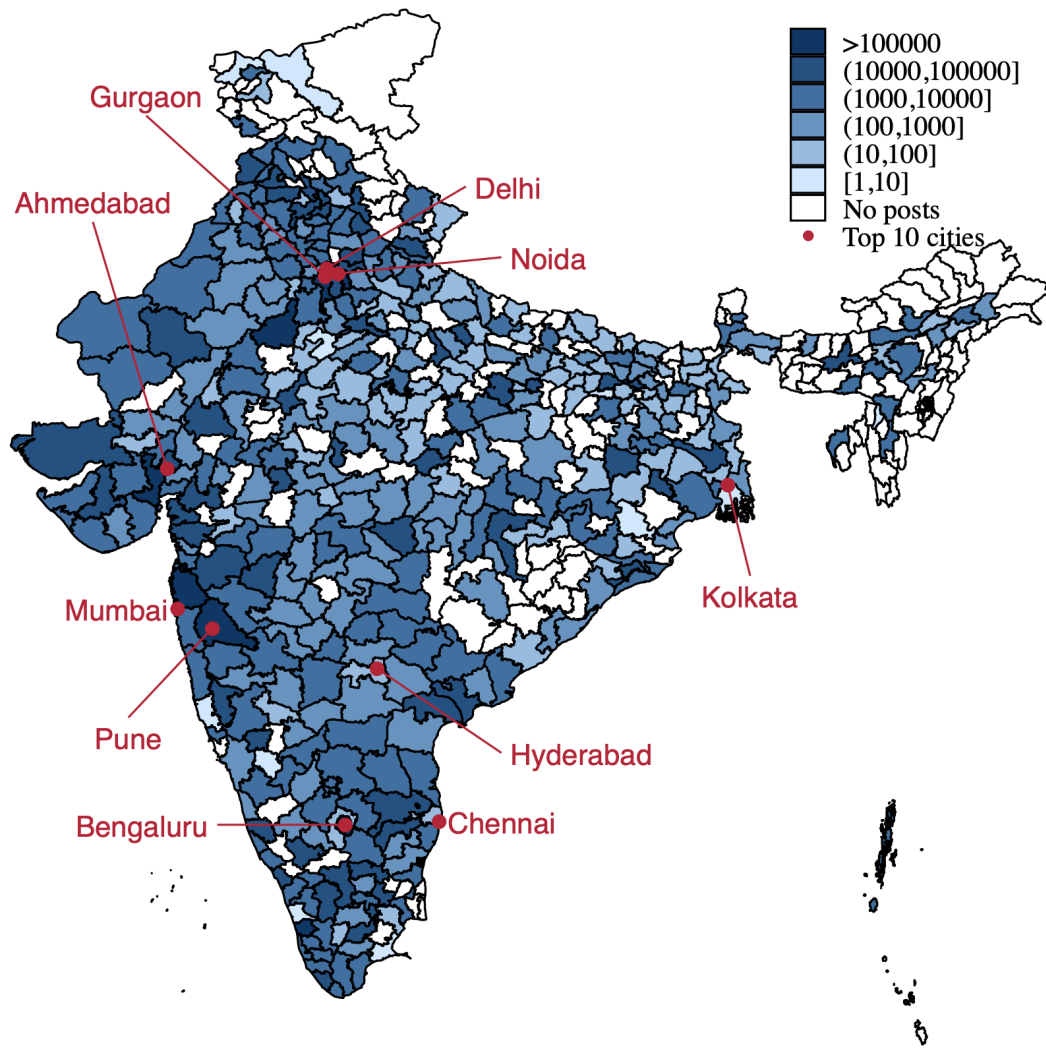 >100000
(10000,100000]
(1000,10000]
(100,1000]
(10,100]
[1,10]
No posts
Top 10 cities
Gurgaon
Delhi
Ahmedabad
Noida
Kolkata
Mumbai
Pune
Hyderabad
Bengaluru
Chennai